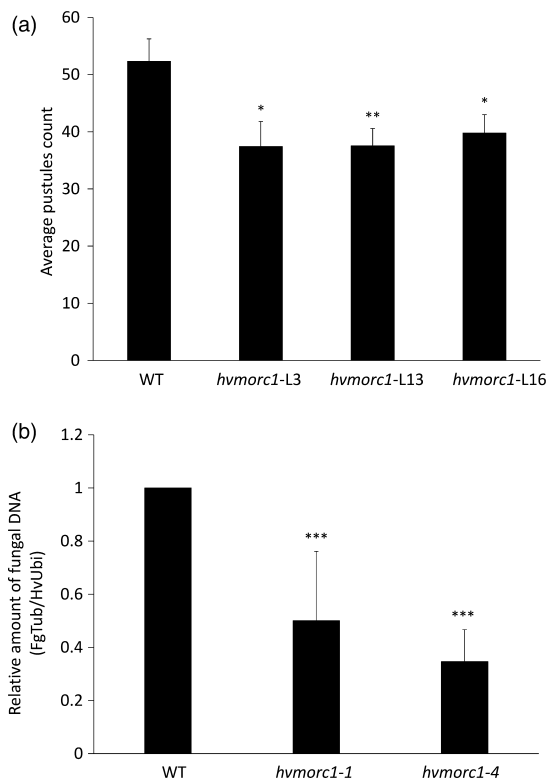 (a)
60
50
40
30
20
10
0
Average pustules count
*
**
*
WT hvmorc1-L3 hvmorc1-L13 hvmorc1-L16
(b)
1.2
1
0.8
0.6
0.4
0.2
0
Relative amount of fungal DNA
(FgTub/HvUbi)
***
***
WT hvmorc1-1 hvmorc1-4